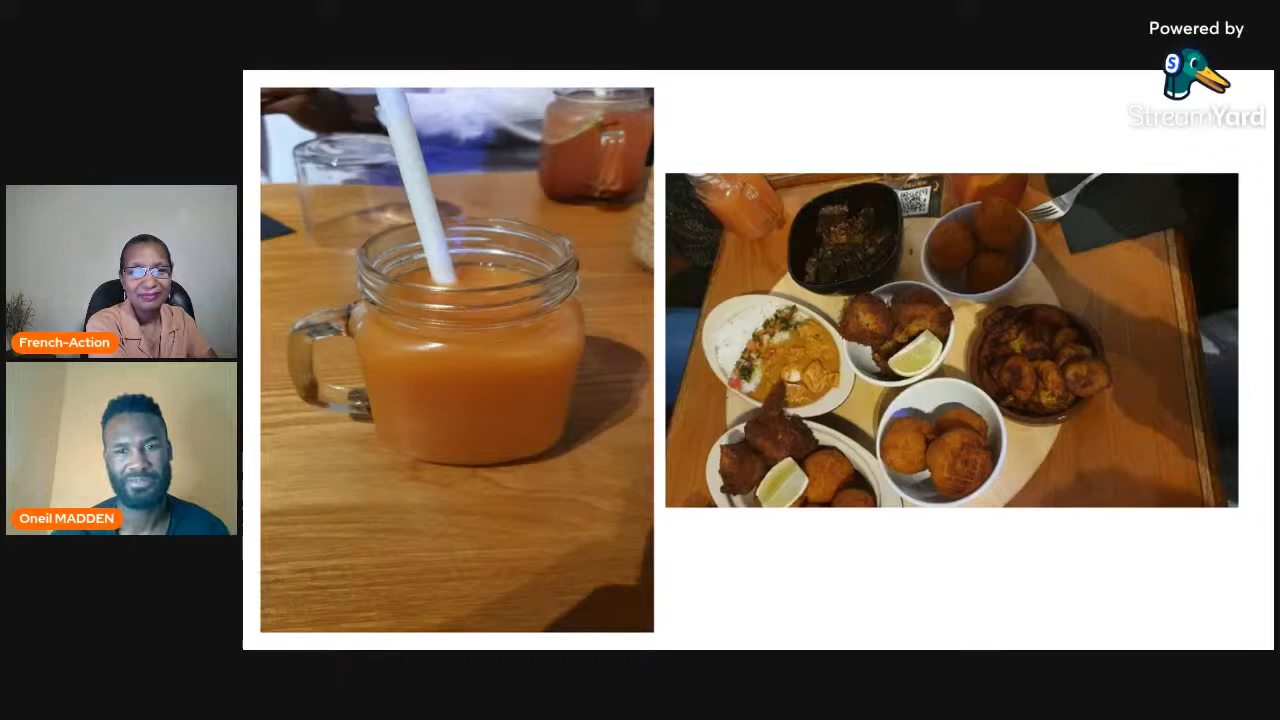 Powered by
S
StreamYard
French-Action
Oneil MADDEN